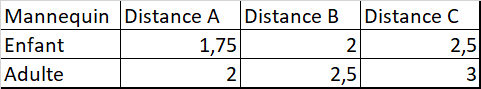 Mannequin Distance A Distance B Distance C
Enfant 1,75 2 2,5
Adulte 2 2,5 3